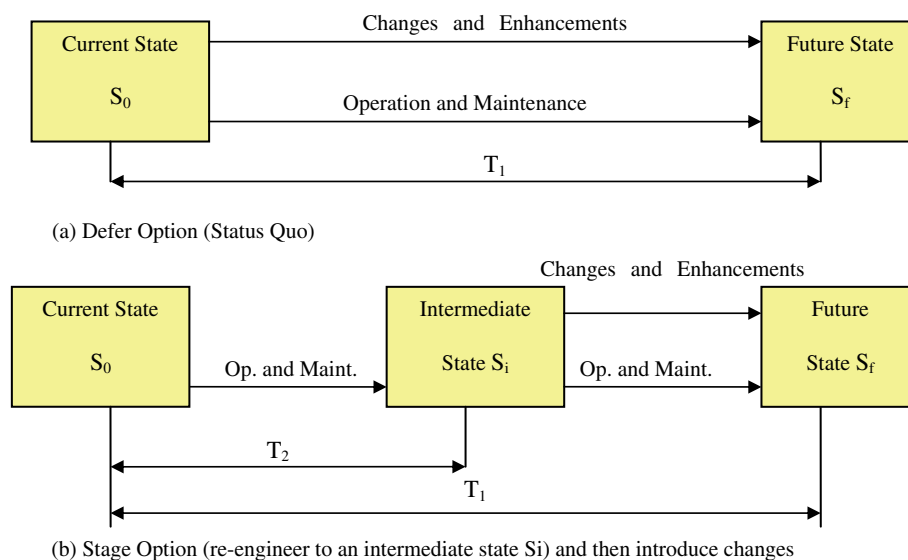 Changes and Enhancements
Current State
Future State
S0
Sf
Operation and Maintenance
T1
(a) Defer Option (Status Quo)
Changes and Enhancements
Current State
Intermediate
Future
S0
State Si
State Sf
Op. and Maint.
Op. and Maint.
T2
T1
(b) Stage Option (re-engineer to an intermediate state Si) and then introduce changes